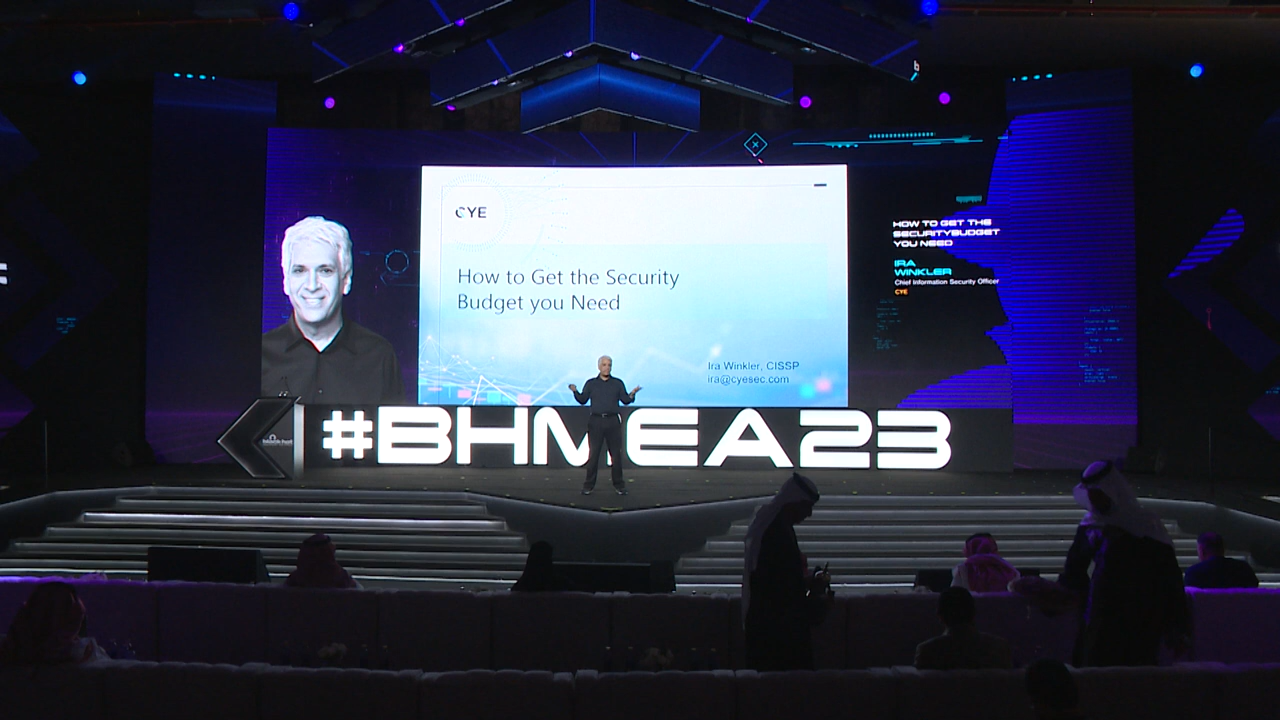 CYE
How to Get the Security
Budget you Need
Ira Winkler, CISSP
ira@cyesec.com
HOW TO GET THE
SECURITYBUDGET
YOU NEED
IRA
WINKLER
Chief Information Security Officer
CYE
#BHMEA23